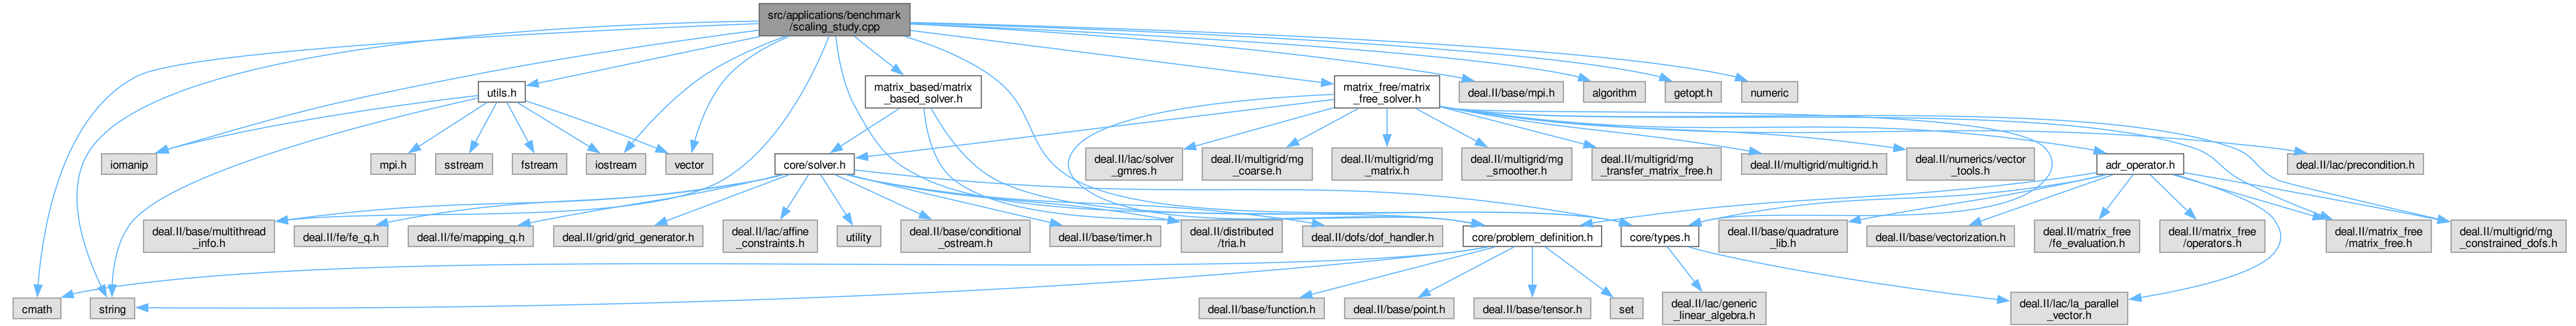 src/applications/benchmark
/scaling_study.cpp
utils.h
matrix_based/matrix
_based_solver.h
matrix_free/matrix
_free_solver.h
deal.II/base/mpi.h
algorithm
getopt.h
numeric
iomanip
mpi.h
sstream
fstream
iostream
vector
core/solver.h
deal.II/lac/solver
_gmres.h
deal.II/multigrid/mg
_coarse.h
deal.II/multigrid/mg
_matrix.h
deal.II/multigrid/mg
_smoother.h
deal.II/multigrid/mg
_transfer_matrix_free.h
deal.II/multigrid/multigrid.h
deal.II/numerics/vector
_tools.h
adr_operator.h
deal.II/lac/precondition.h
deal.II/base/multithread
_info.h
deal.II/fe/fe_q.h
deal.II/fe/mapping_q.h
deal.II/grid/grid_generator.h
deal.II/lac/affine
_constraints.h
utility
deal.II/base/conditional
_ostream.h
deal.II/base/timer.h
deal.II/distributed
/tria.h
deal.II/dofs/dof_handler.h
core/problem_definition.h
core/types.h
deal.II/base/quadrature
_lib.h
deal.II/base/vectorization.h
deal.II/matrix_free
/fe_evaluation.h
deal.II/matrix_free
/operators.h
deal.II/matrix_free
/matrix_free.h
deal.II/multigrid/mg
_constrained_dofs.h
cmath
string
deal.II/base/function.h
deal.II/base/point.h
deal.II/base/tensor.h
set
deal.II/lac/generic
_linear_algebra.h
deal.II/lac/la_parallel
_vector.h